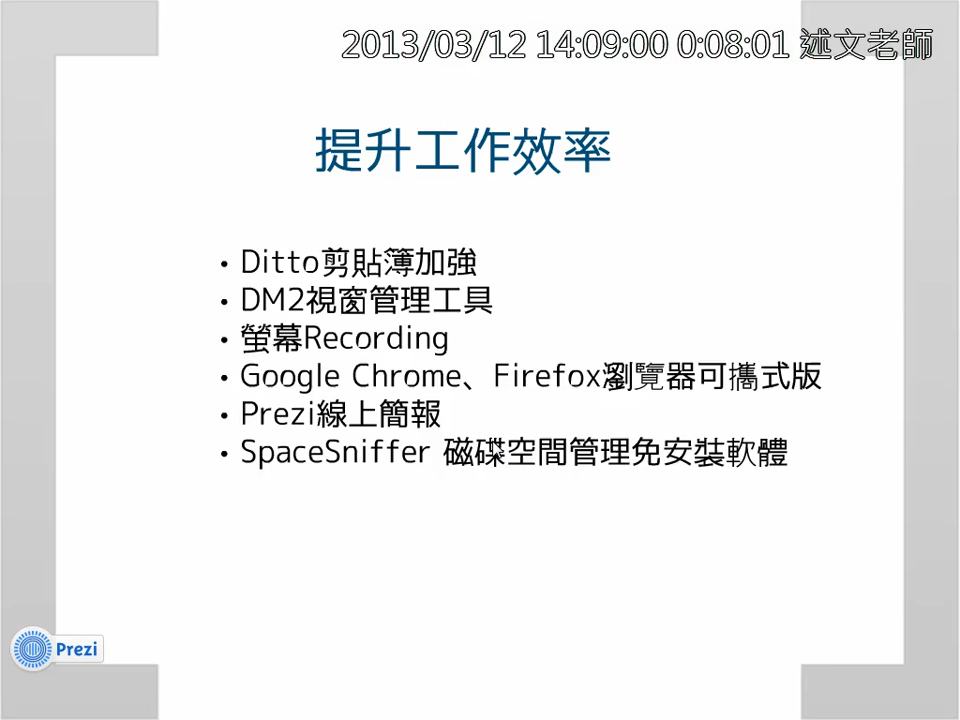 2013/03/12 14:09:00 0:08:01 述文老師
提升工作效率
• Ditto剪貼簿加強
• DM2視窗管理工具
• 螢幕Recording
• Google Chrome、Firefox瀏覽器可攜式版
• Prezi線上簡報
• SpaceSniffer 磁碟空間管理免安裝軟體
Prezi